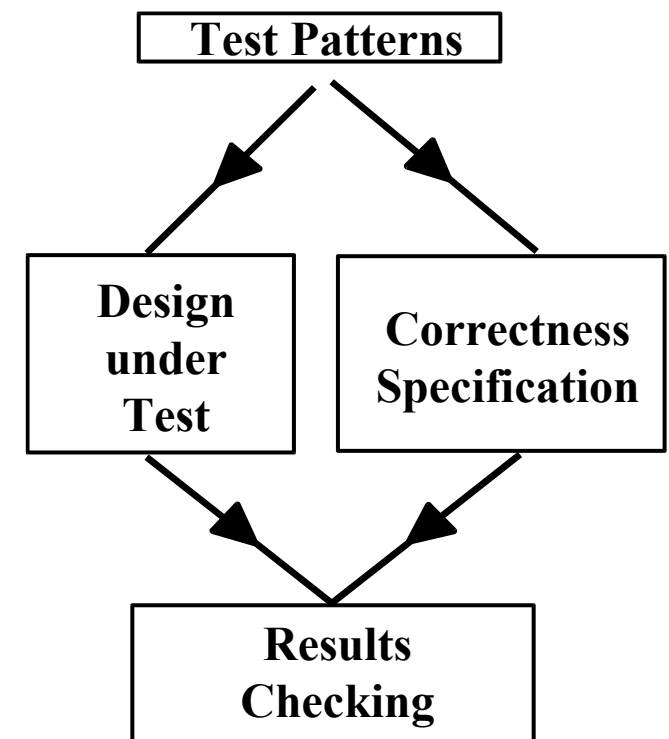 Test Patterns
Design
under
Test
Correctness
Specification
Results
Checking